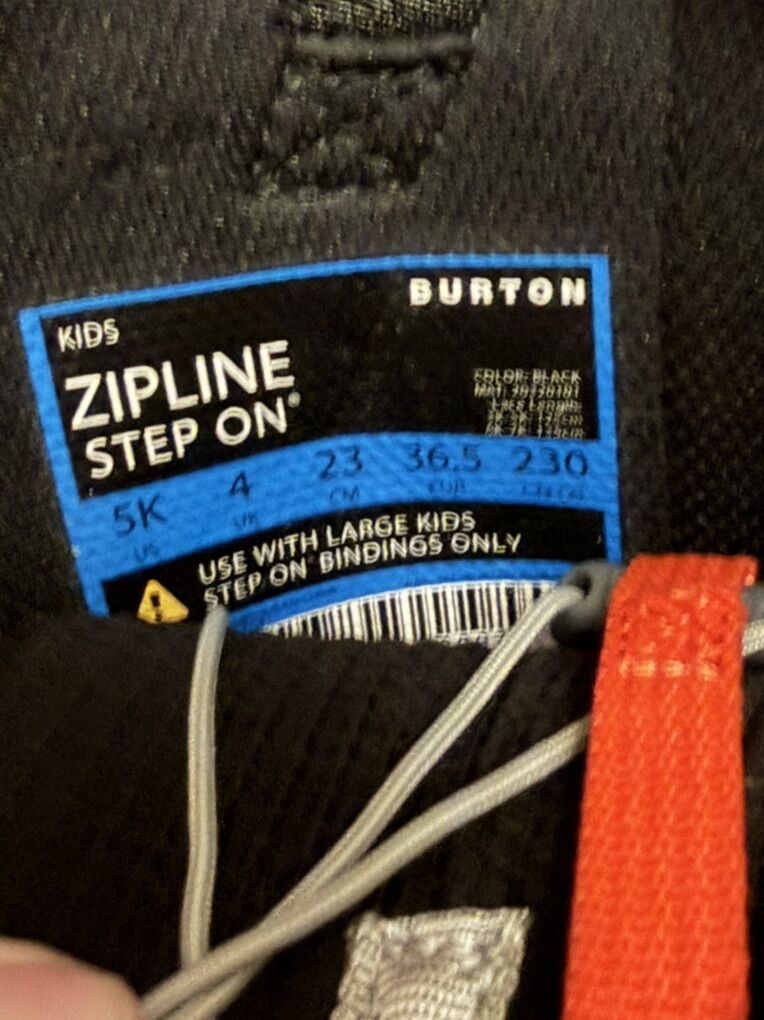 BURTON
KIDS
ZIPLINE
STEP ON®
COLOR: BLACK
5K 4 23 36.5 230
US UK CM EUR
USE WITH LARGE KIDS
STEP ON® BINDINGS ONLY